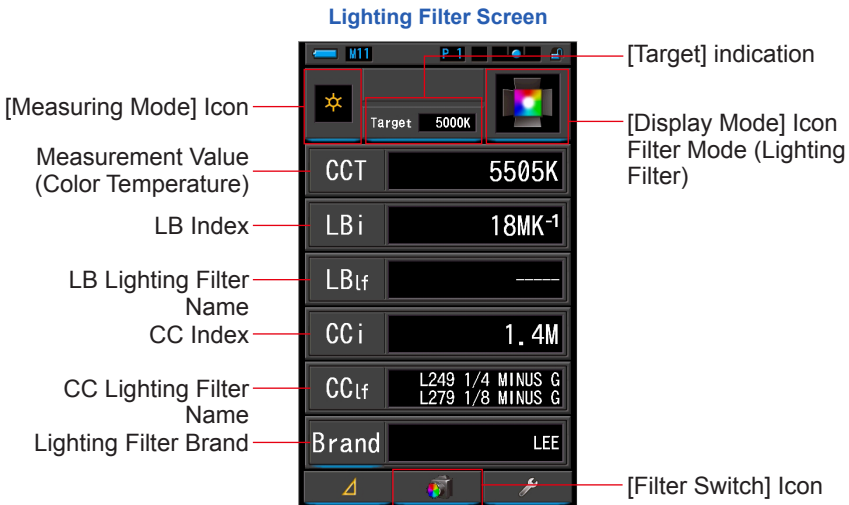 Lighting Filter Screen
M11
P 1
[Target] indication
[Measuring Mode] Icon
Target 5000K
[Display Mode] Icon
Filter Mode (Lighting
Filter)
Measurement Value
(Color Temperature)
CCT 5505K
LB Index
LBi 18MK⁻¹
LB Lighting Filter
Name
LBlf -----
CC Index
CCi 1.4M
CC Lighting Filter
Name
CClf L249 1/4 MINUS G
L279 1/8 MINUS G
Lighting Filter Brand
Brand LEE
[Filter Switch] Icon